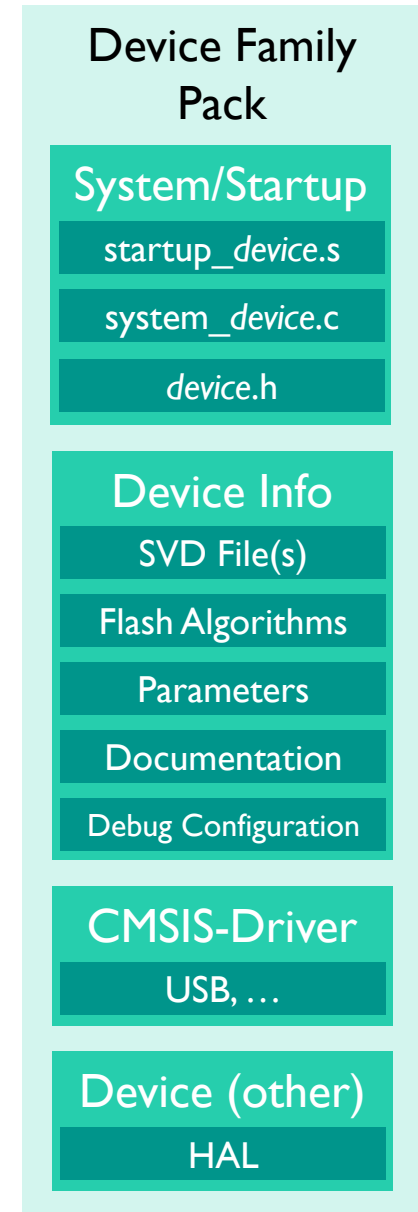 Device Family
Pack
System/Startup
startup_device.s
system_device.c
device.h
Device Info
SVD File(s)
Flash Algorithms
Parameters
Documentation
Debug Configuration
CMSIS-Driver
USB, …
Device (other)
HAL